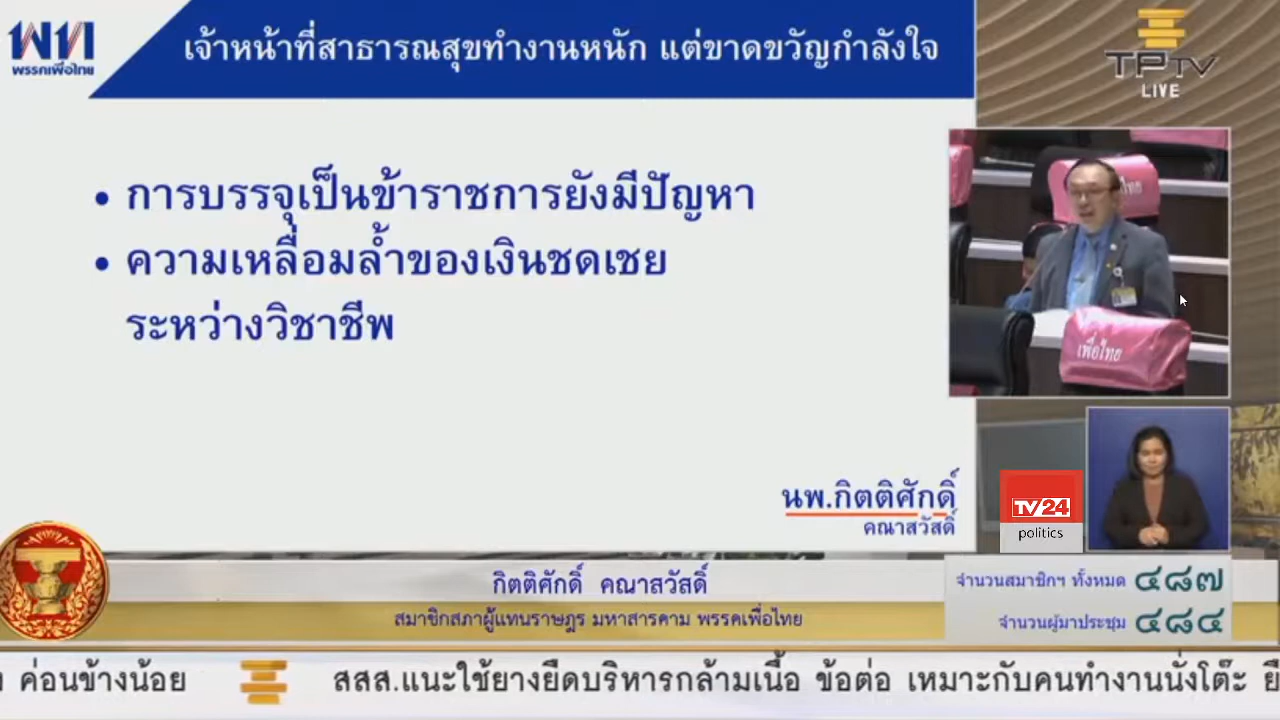 พท
พรรคเพื่อไทย
เจ้าหน้าที่สาธารณสุขทำงานหนัก แต่ขาดขวัญกำลังใจ
TPTV
LIVE
• การบรรจุเป็นข้าราชการยังมีปัญหา
• ความเหลื่อมล้ำของเงินชดเชย
ระหว่างวิชาชีพ
ไทย
เพื่อไทย
นพ.กิตติศักดิ์
คณาสวัสดิ์
TV24
politics
กิตติศักดิ์ คณาสวัสดิ์
สมาชิกสภาผู้แทนราษฎร มหาสารคาม พรรคเพื่อไทย
จำนวนสมาชิกฯ ทั้งหมด ๔๘๗
จำนวนผู้มาประชุม ๔๘๔
ค่อนข้างน้อย สสส.แนะใช้ยางยืดบริหารกล้ามเนื้อ ข้อต่อ เหมาะกับคนทำงานนั่งโต๊ะ